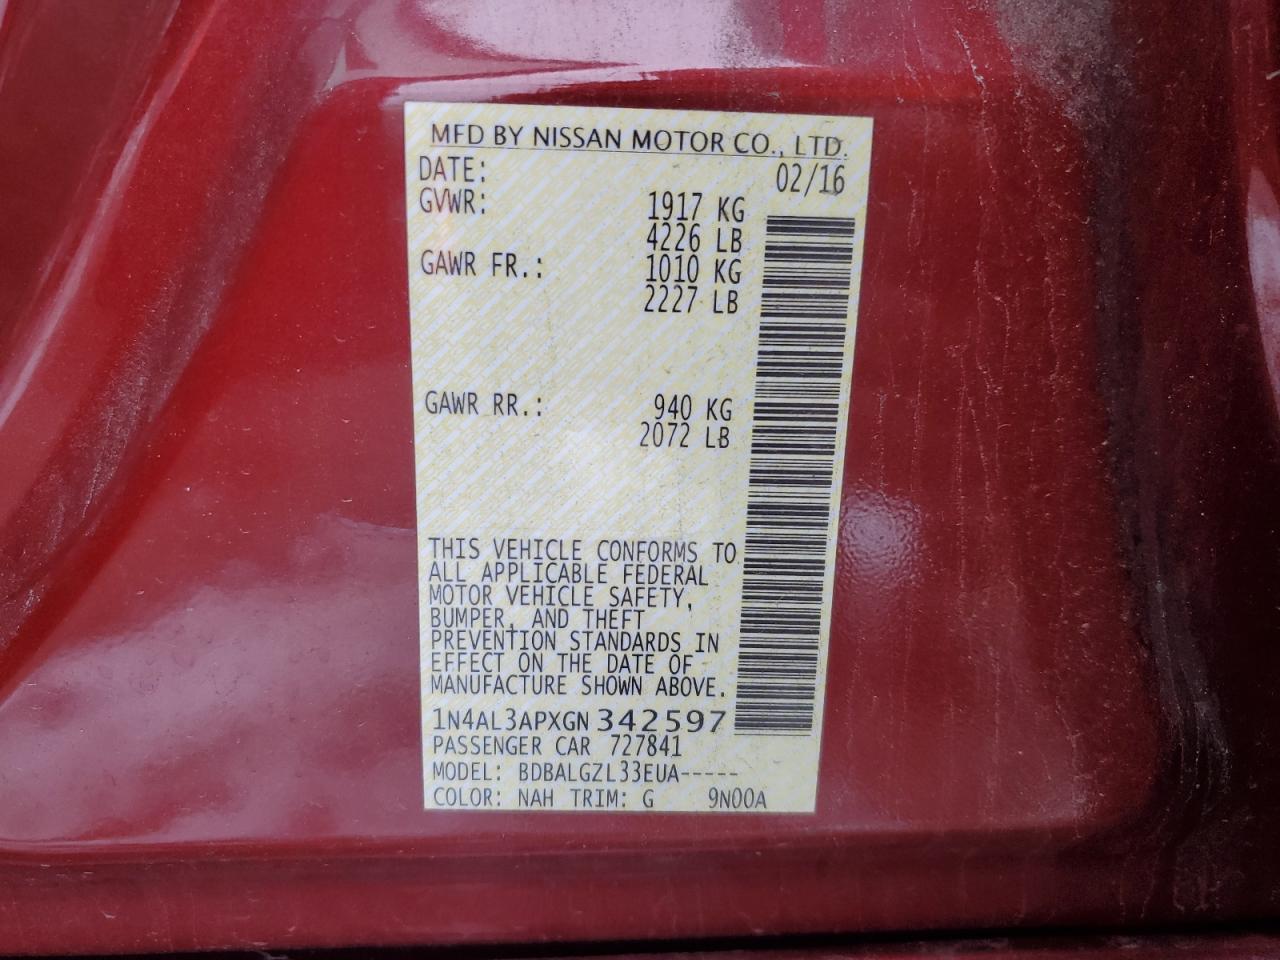 MFD BY NISSAN MOTOR CO., LTD.
DATE: 02/16
GVWR: 1917 KG
4226 LB
GAWR FR.: 1010 KG
2227 LB
GAWR RR.: 940 KG
2072 LB
THIS VEHICLE CONFORMS TO
ALL APPLICABLE FEDERAL
MOTOR VEHICLE SAFETY,
BUMPER, AND THEFT
PREVENTION STANDARDS IN
EFFECT ON THE DATE OF
MANUFACTURE SHOWN ABOVE.
1N4AL3APXGN 342597
PASSENGER CAR 727841
MODEL: BDBALGZL33EUA-----
COLOR: NAH TRIM: G 9N00A